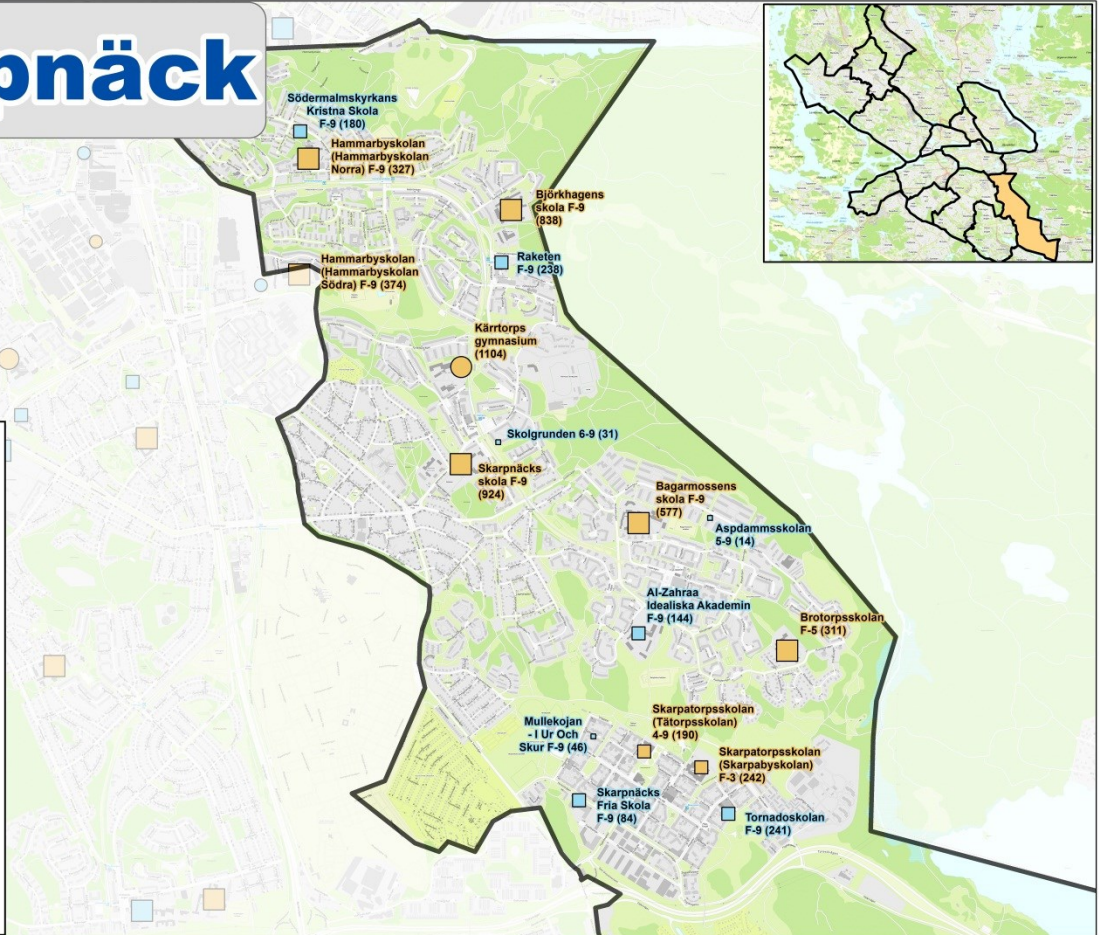 pnäck
Södermalmskyrkans
Kristna Skola
F-9 (180)
Hammarbyskolan
(Hammarbyskolan
Norra) F-9 (327)
Björkhagens
skola F-9
(838)
Raketen
F-9 (238)
Hammarbyskolan
(Hammarbyskolan
Södra) F-9 (374)
Kärrtorps
gymnasium
(1104)
Skolgrunden 6-9 (31)
Skarpnäcks
skola F-9
(924)
Bagarmossens
skola F-9
(577)
Aspdammsskolan
5-9 (14)
Al-Zahraa
Idealiska Akademin
F-9 (144)
Brotorpsskolan
F-5 (311)
Skarpatorpsskolan
(Tätorpsskolan)
4-9 (190)
Mullekojan
- I Ur Och
Skur F-9 (46)
Skarpatorpsskolan
(Skarpabyskolan)
F-3 (242)
Skarpnäcks
Fria Skola
F-9 (84)
Tornadoskolan
F-9 (241)